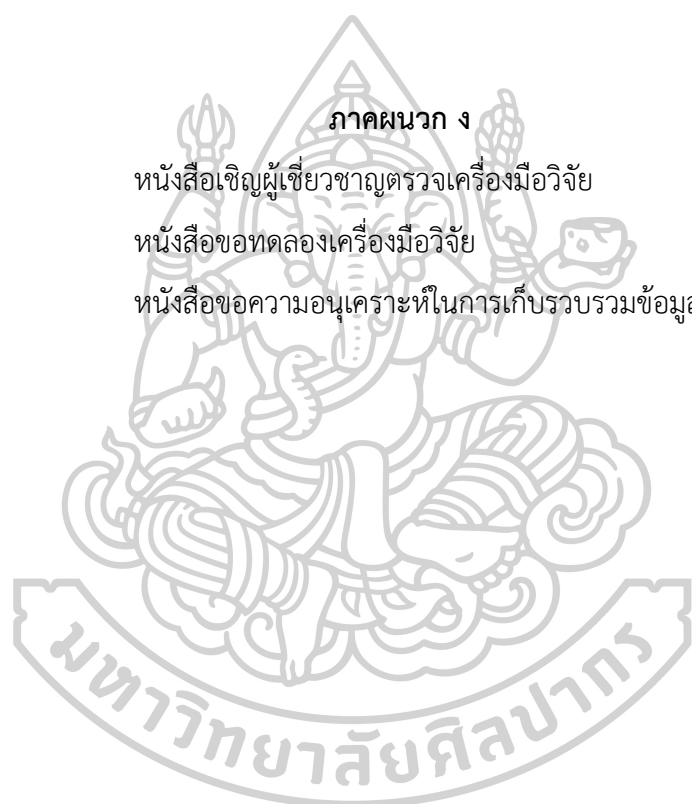 ภาคผนวก ง
หนังสือเชิญผู้เชี่ยวชาญตรวจเครื่องมือวิจัย
หนังสือขอทดลองเครื่องมือวิจัย
หนังสือขอความอนุเคราะห์ในการเก็บรวบรวมข้อมูล
มหาวิทยาลัยศิลปากร